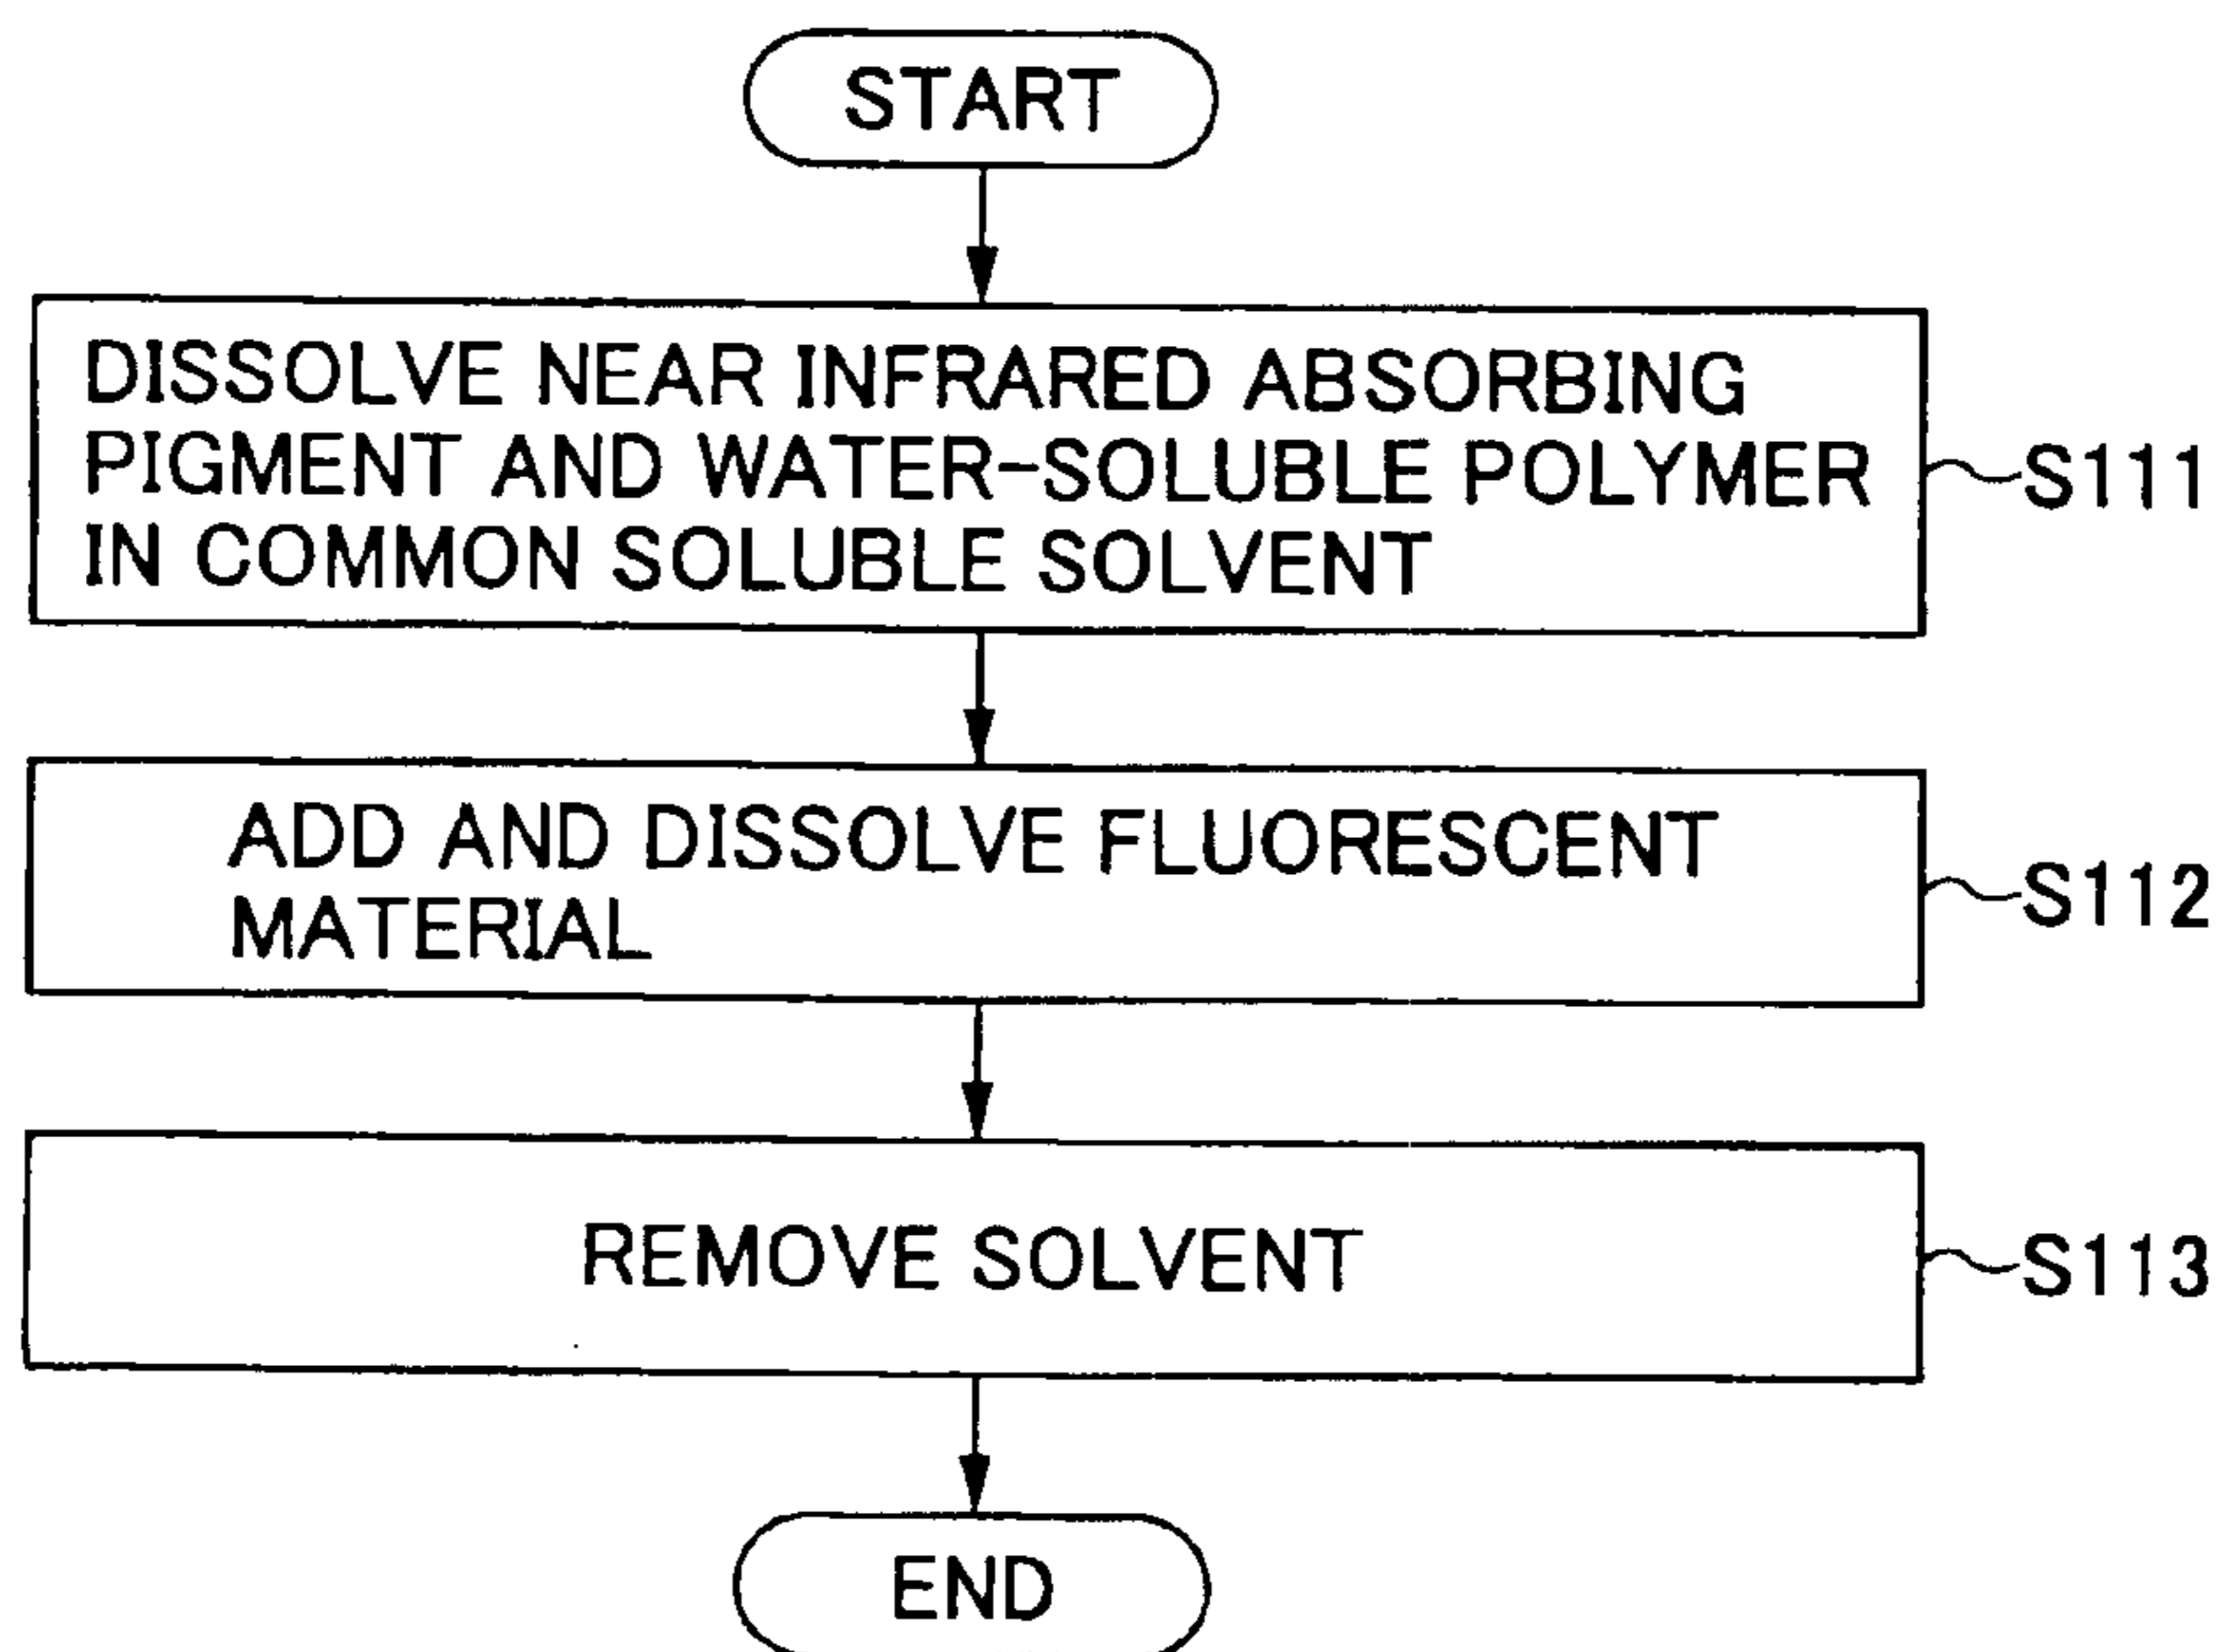 START
DISSOLVE NEAR INFRARED ABSORBING
PIGMENT AND WATER-SOLUBLE POLYMER
IN COMMON SOLUBLE SOLVENT
S111
ADD AND DISSOLVE FLUORESCENT
MATERIAL
S112
REMOVE SOLVENT
S113
END